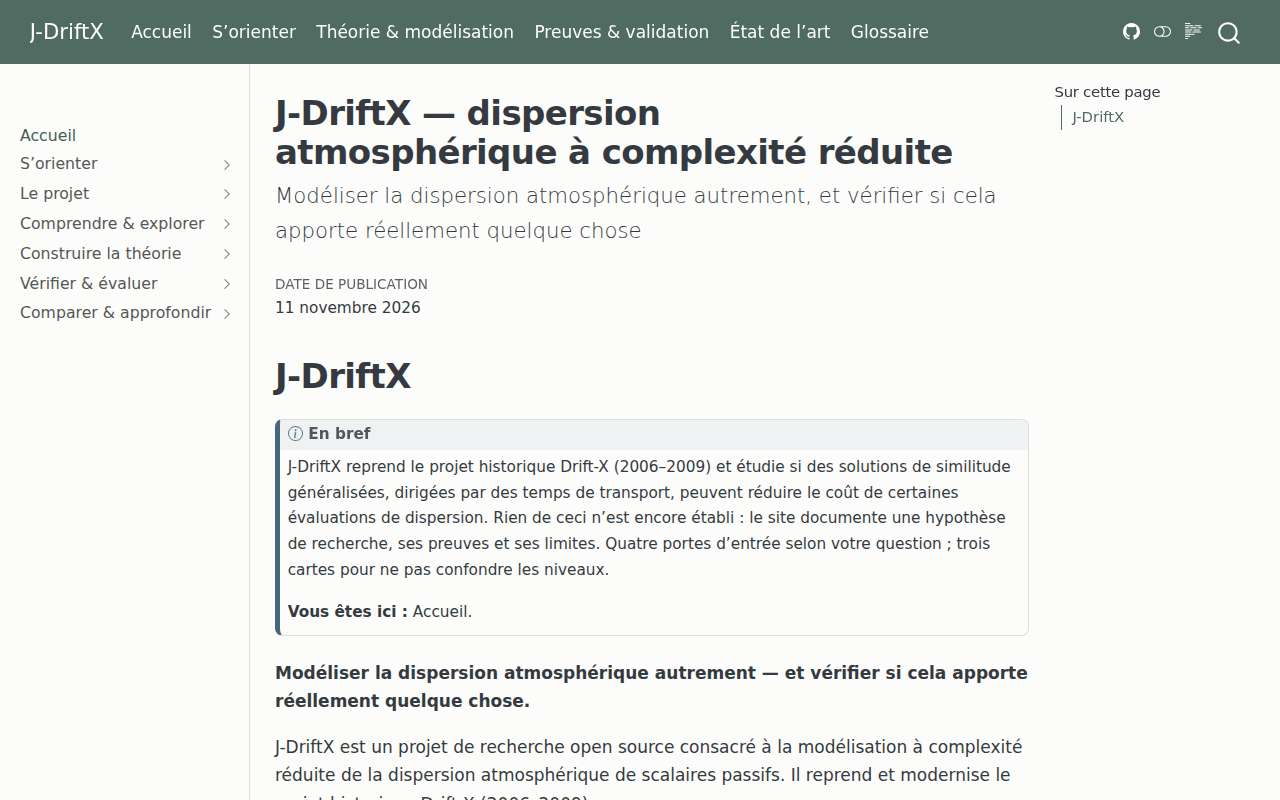 J-DriftX Accueil S’orienter Théorie & modélisation Preuves & validation État de l’art Glossaire
Accueil
S’orienter
Le projet
Comprendre & explorer
Construire la théorie
Vérifier & évaluer
Comparer & approfondir
J-DriftX — dispersion
atmosphérique à complexité réduite
Modéliser la dispersion atmosphérique autrement, et vérifier si cela
apporte réellement quelque chose
DATE DE PUBLICATION
11 novembre 2026
J-DriftX
En bref
J-DriftX reprend le projet historique Drift-X (2006–2009) et étudie si des solutions de similitude
généralisées, dirigées par des temps de transport, peuvent réduire le coût de certaines
évaluations de dispersion. Rien de ceci n’est encore établi : le site documente une hypothèse
de recherche, ses preuves et ses limites. Quatre portes d’entrée selon votre question ; trois
cartes pour ne pas confondre les niveaux.
Vous êtes ici : Accueil.
Modéliser la dispersion atmosphérique autrement — et vérifier si cela apporte
réellement quelque chose.
J-DriftX est un projet de recherche open source consacré à la modélisation à complexité
réduite de la dispersion atmosphérique de scalaires passifs. Il reprend et modernise le
projet historique Drift-X (2006–2009).
Sur cette page
J-DriftX